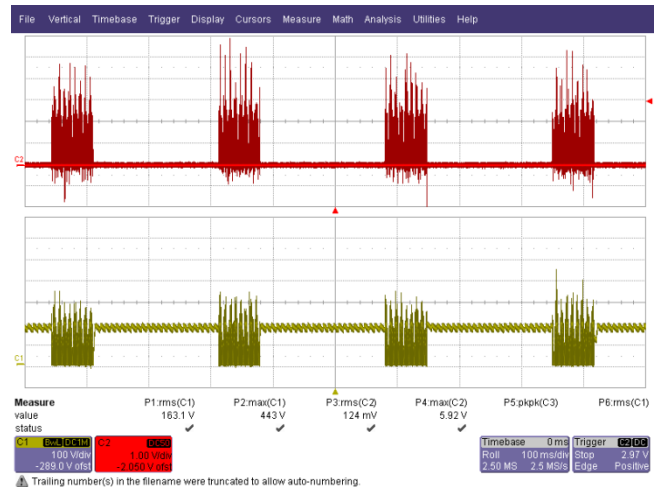 File Vertical Timebase Trigger Display Cursors Measure Math Analysis Utilities Help
C2
C1
Measure P1:rms(C1) P2:max(C1) P3:rms(C2) P4:max(C2) P5:pkpk(C3) P6:rms(C1)
value 163.1 V 443 V 124 mV 5.92 V
status
C1 BwL DC1M C2 DC50 Timebase 0 ms Trigger C2 DC
100 V/div 1.00 V/div Roll 100 ms/div Stop 2.97 V
-289.0 V ofst -2.050 V ofst 2.50 MS 2.5 MS/s Edge Positive
Trailing number(s) in the filename were truncated to allow auto-numbering.